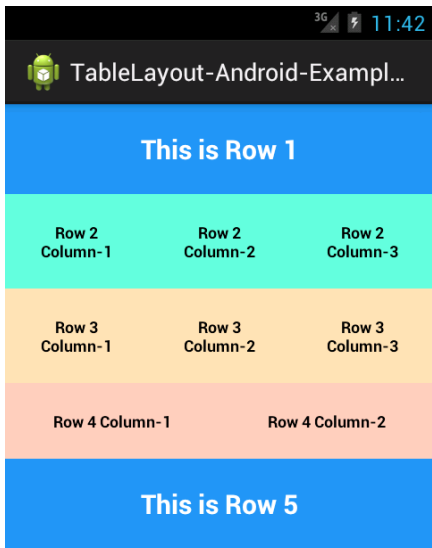 3G 11:42
TableLayout-Android-Exampl...
This is Row 1
Row 2 Row 2 Row 2
Column-1 Column-2 Column-3
Row 3 Row 3 Row 3
Column-1 Column-2 Column-3
Row 4 Column-1 Row 4 Column-2
This is Row 5